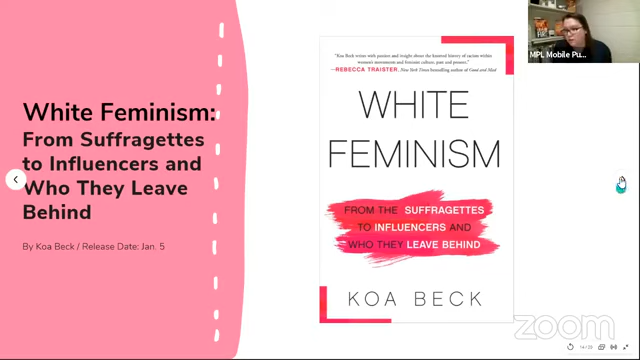 White Feminism:
From Suffragettes
to Influencers and
Who They Leave
Behind
By Koa Beck / Release Date: Jan. 5
"Koa Beck writes with passion and insight about the knotted history of racism within
women's movements and feminist culture, past and present."
—REBECCA TRAISTER, New York Times bestselling author of Good and Mad
WHITE
FEMINISM
FROM THE SUFFRAGETTES
TO INFLUENCERS AND
WHO THEY LEAVE BEHIND
KOA BECK
MPL Mobile Pu...
zoom